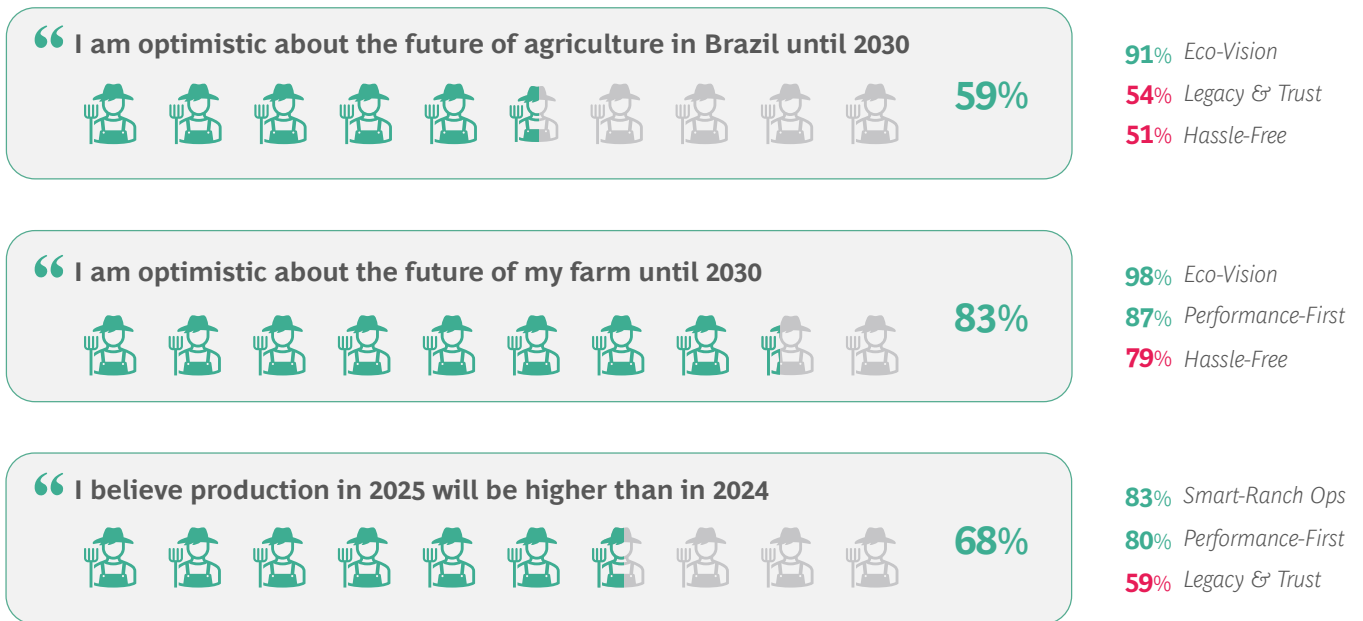 “ I am optimistic about the future of agriculture in Brazil until 2030
59%
91% Eco-Vision
54% Legacy & Trust
51% Hassle-Free
“ I am optimistic about the future of my farm until 2030
83%
98% Eco-Vision
87% Performance-First
79% Hassle-Free
“ I believe production in 2025 will be higher than in 2024
68%
83% Smart-Ranch Ops
80% Performance-First
59% Legacy & Trust